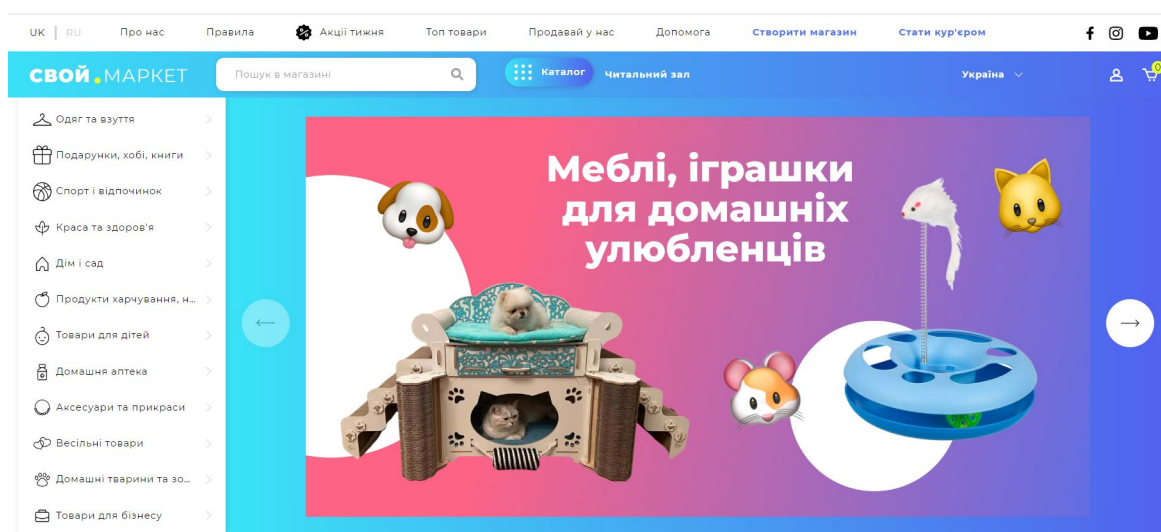 UK | RU Про нас Правила Акції тижня Топ товари Продавай у нас Допомога Створити магазин Стати кур'єром
СВОЙ.МАРКЕТ Пошук в магазині Каталог Читальний зал Україна 0
Одяг та взуття
Подарунки, хобі, книги
Спорт і відпочинок
Краса та здоров'я
Дім і сад
Продукти харчування, н...
Товари для дітей
Домашня аптека
Аксесуари та прикраси
Весільні товари
Домашні тварини та зо...
Товари для бізнесу
Меблі, іграшки
для домашніх
улюбленців